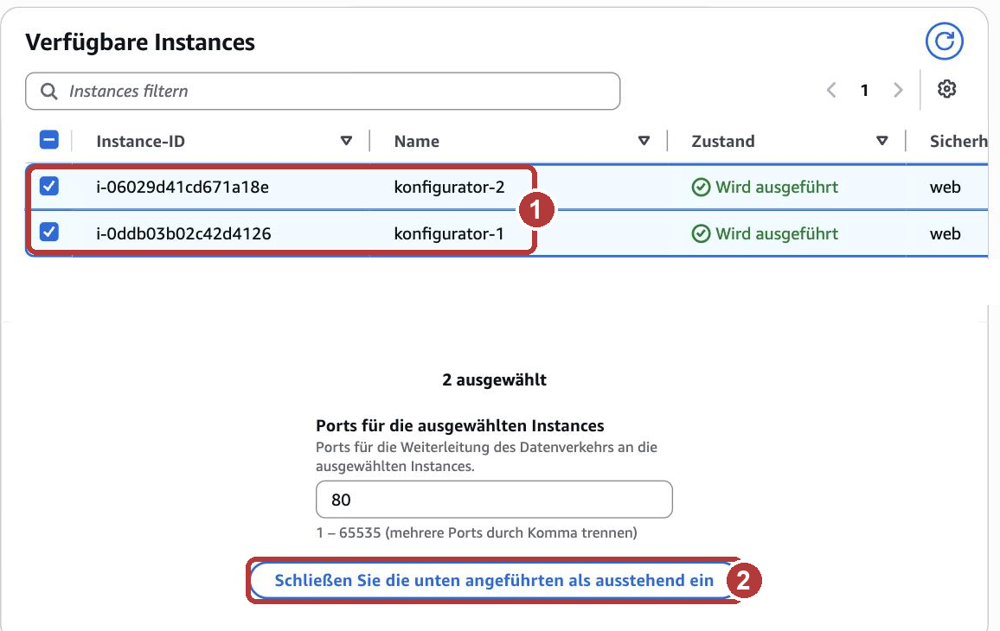 Verfügbare Instances
Instances filtern
1
Instance-ID Name Zustand Sicherh
i-06029d41cd671a18e konfigurator-2 Wird ausgeführt web
1
i-0ddb03b02c42d4126 konfigurator-1 Wird ausgeführt web
2 ausgewählt
Ports für die ausgewählten Instances
Ports für die Weiterleitung des Datenverkehrs an die
ausgewählten Instances.
80
1 – 65535 (mehrere Ports durch Komma trennen)
Schließen Sie die unten angeführten als ausstehend ein 2